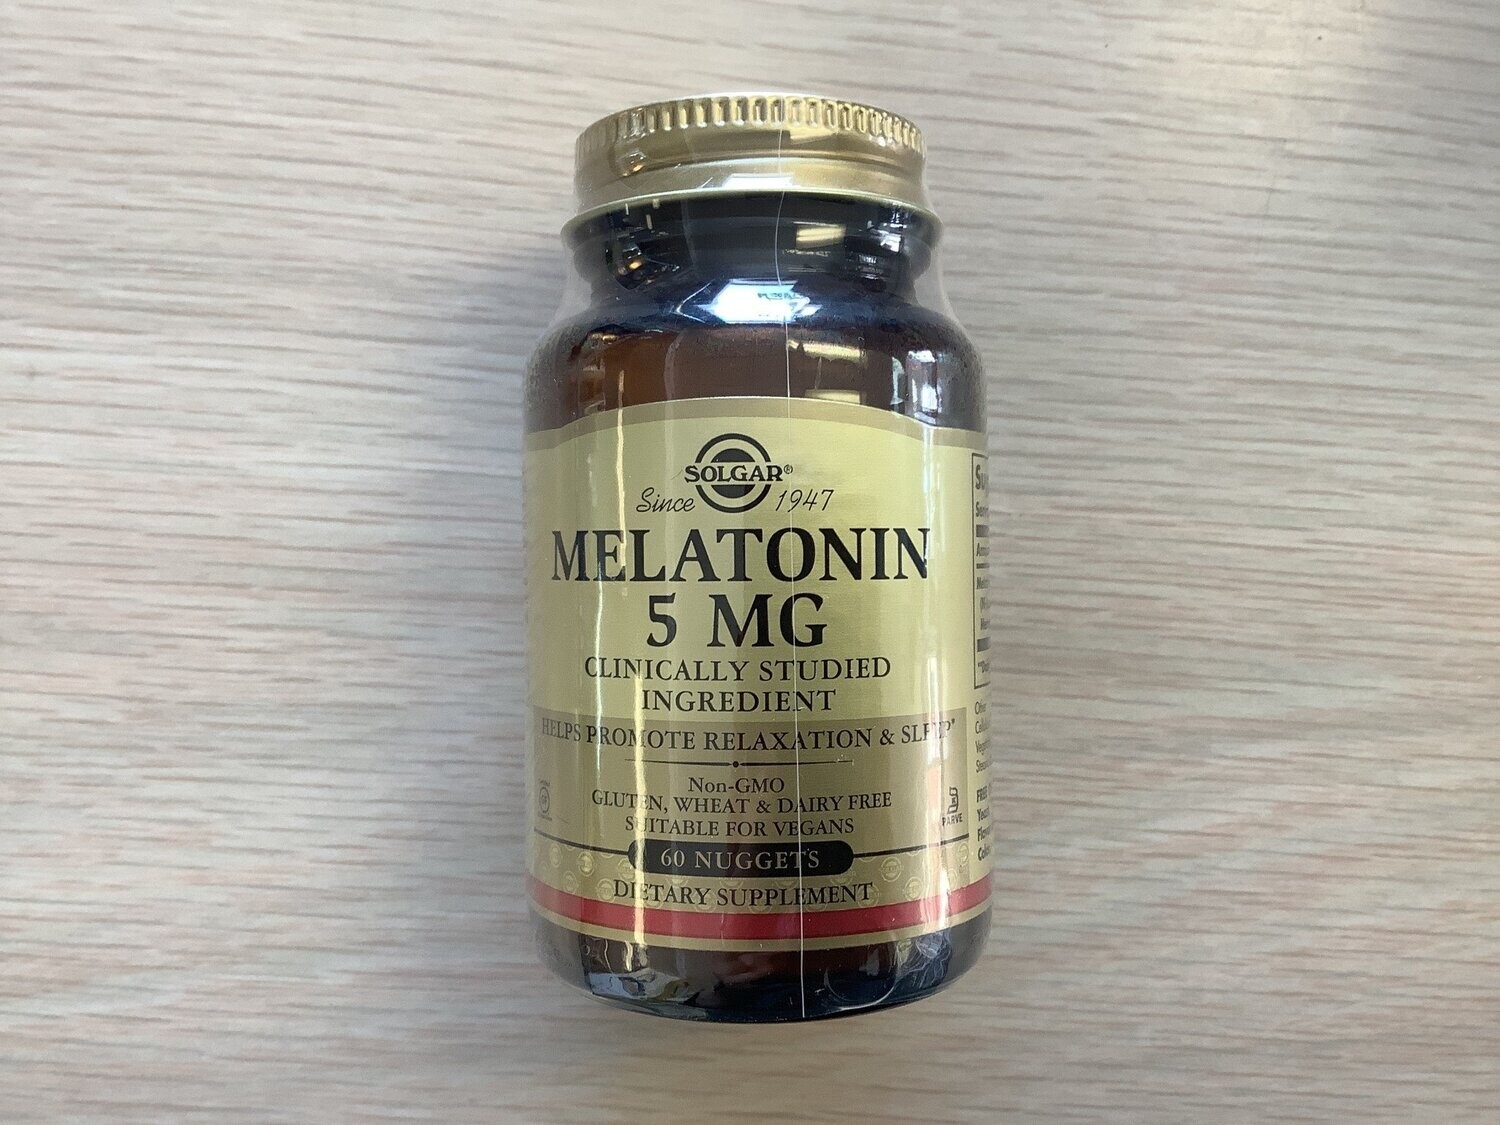 SOLGAR®
Since 1947
MELATONIN
5 MG
CLINICALLY STUDIED
INGREDIENT
HELPS PROMOTE RELAXATION & SLEEP*
Non-GMO
GLUTEN, WHEAT & DAIRY FREE
SUITABLE FOR VEGANS
PARVE
60 NUGGETS
DIETARY SUPPLEMENT